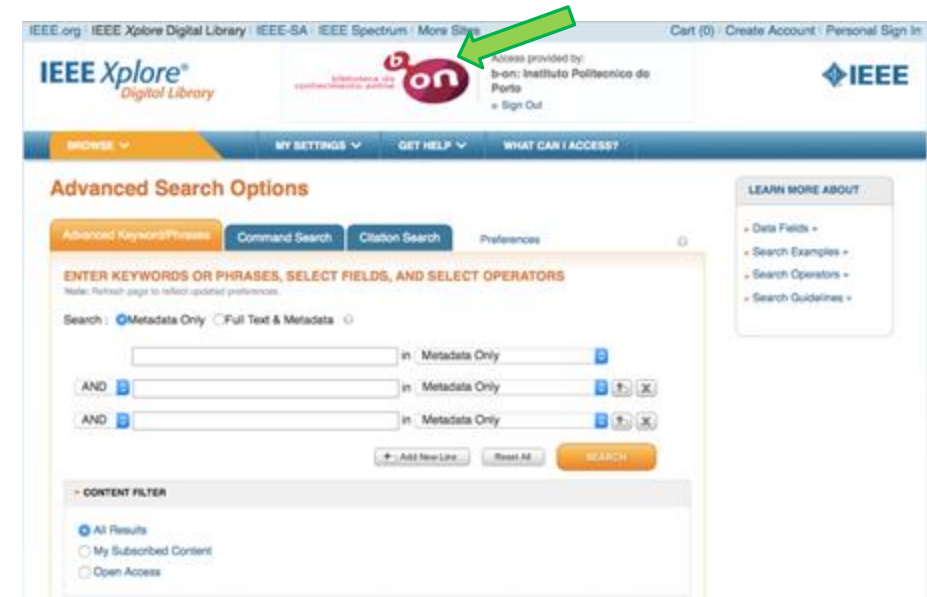 IEEE.org IEEE Xplore Digital Library IEEE-SA IEEE Spectrum More Sites Cart (0) Create Account Personal Sign In
IEEE Xplore®
Digital Library
biblioteca do
conhecimento online
b on
Access provided by:
b-on: Instituto Politecnico do
Porto
» Sign Out
IEEE
BROWSE MY SETTINGS GET HELP WHAT CAN I ACCESS?
Advanced Search Options
Advanced Keyword/Phrases Command Search Citation Search Preferences
ENTER KEYWORDS OR PHRASES, SELECT FIELDS, AND SELECT OPERATORS
Note: Refresh page to reflect updated preferences.
Search : Metadata Only Full Text & Metadata
in Metadata Only
AND in Metadata Only
AND in Metadata Only
+ Add New Line Reset All SEARCH
CONTENT FILTER
All Results
My Subscribed Content
Open Access
LEARN MORE ABOUT
Data Fields »
Search Examples »
Search Operators »
Search Guidelines »